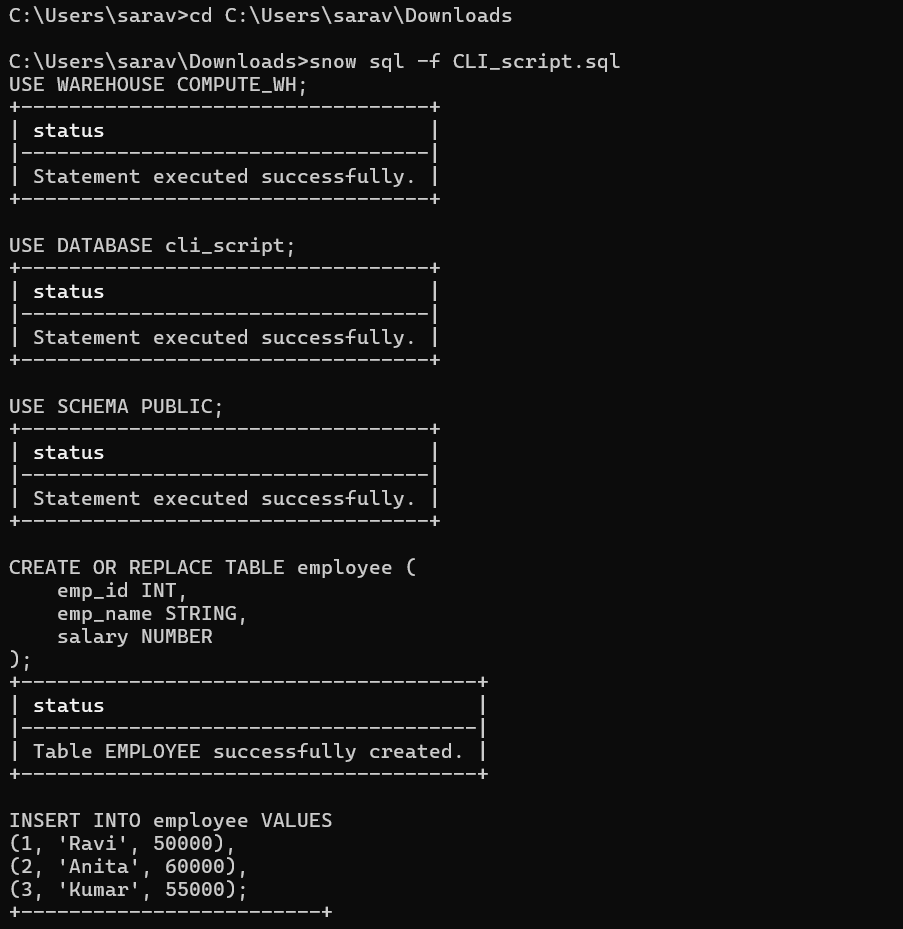 C:\Users\sarav>cd C:\Users\sarav\Downloads
C:\Users\sarav\Downloads>snow sql -f CLI_script.sql
USE WAREHOUSE COMPUTE_WH;
+----------------------------------+
| status                           |
|----------------------------------|
| Statement executed successfully. |
+----------------------------------+
USE DATABASE cli_script;
+----------------------------------+
| status                           |
|----------------------------------|
| Statement executed successfully. |
+----------------------------------+
USE SCHEMA PUBLIC;
+----------------------------------+
| status                           |
|----------------------------------|
| Statement executed successfully. |
+----------------------------------+
CREATE OR REPLACE TABLE employee (
    emp_id INT,
    emp_name STRING,
    salary NUMBER
);
+--------------------------------------+
| status                               |
|--------------------------------------|
| Table EMPLOYEE successfully created. |
+--------------------------------------+
INSERT INTO employee VALUES
(1, 'Ravi', 50000),
(2, 'Anita', 60000),
(3, 'Kumar', 55000);
+-------------------------+